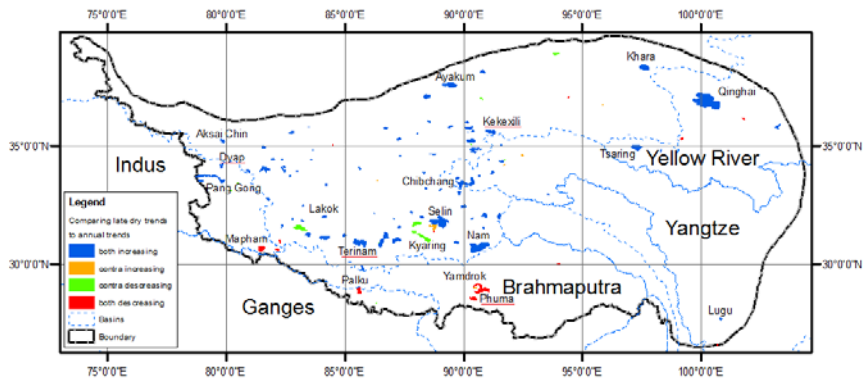 75°0'0"E 80°0'0"E 85°0'0"E 90°0'0"E 95°0'0"E 100°0'0"E
Khara
Ayakum
Qinghai
Kekexili
Aksai Chin
35°0'0"N
35°0'0"N
Tsaring
Yellow River
Indus
Dyap
Pang Gong
Chibchang
Legend
Comparing late dry trends
to annual trends
both increasing
contra increasing
contra descreasing
both descreasing
Basins
Boundary
Lakok
Selin
Yangtze
Mapham
Terinam
Kyaring
Nam
30°0'0"N
30°0'0"N
Palku
Yamdrok
Brahmaputra
Phuma
Ganges
Lugu
75°0'0"E 80°0'0"E 85°0'0"E 90°0'0"E 95°0'0"E 100°0'0"E